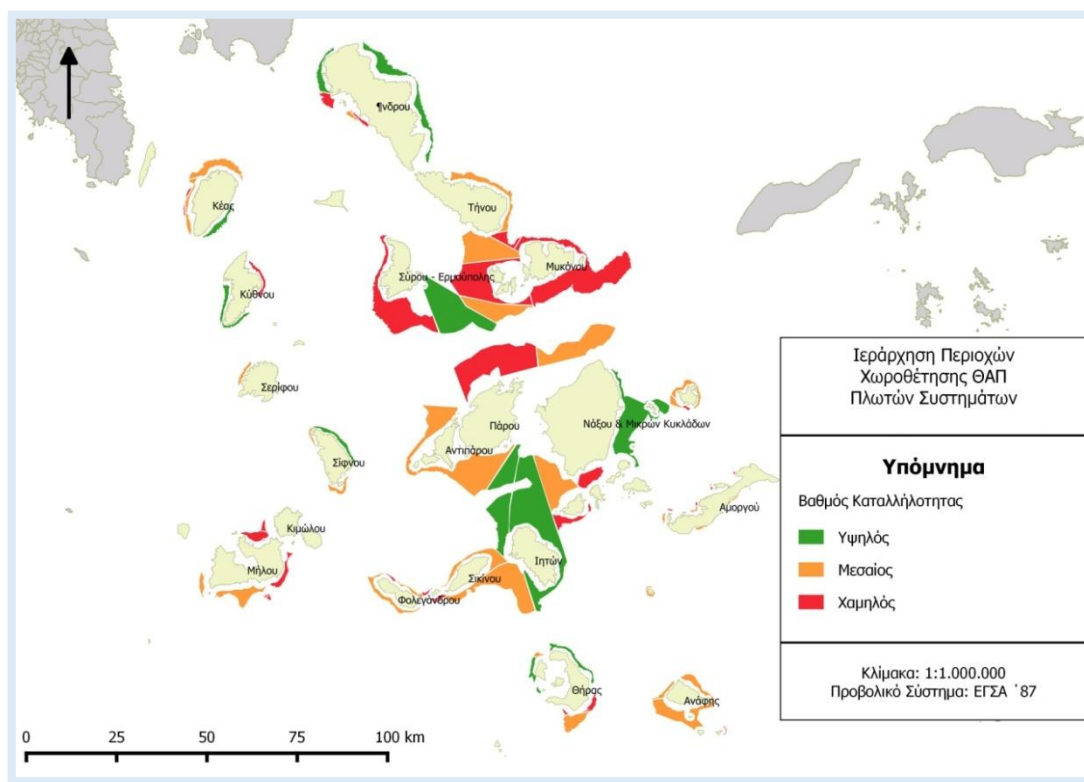 ¶νδρου
Τήνου
Κέας
Μυκόνου
Σύρου - Ερμούπολης
Κύθνου
Σερίφου
Πάρου
Νάξου & Μικρών Κυκλάδων
Αντιπάρου
Σίφνου
Αμοργού
Κιμώλου
Μήλου
Ιητών
Σικίνου
Φολεγάνδρου
Θήρας
Ανάφης
Ιεράρχηση Περιοχών
Χωροθέτησης ΘΑΠ
Πλωτών Συστημάτων
Υπόμνημα
Βαθμός Καταλληλότητας
Υψηλός
Μεσαίος
Χαμηλός
Κλίμακα: 1:1.000.000
Προβολικό Σύστημα: ΕΓΣΑ '87
0 25 50 75 100 km